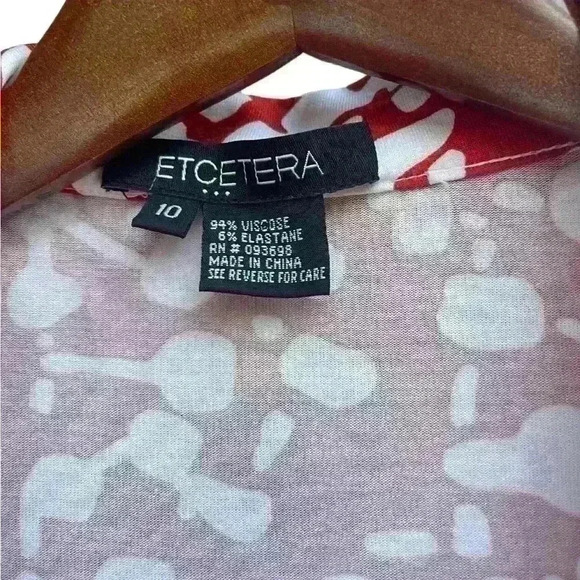 ETCETERA
10
94% VISCOSE
6% ELASTANE
RN # 093698
MADE IN CHINA
SEE REVERSE FOR CARE